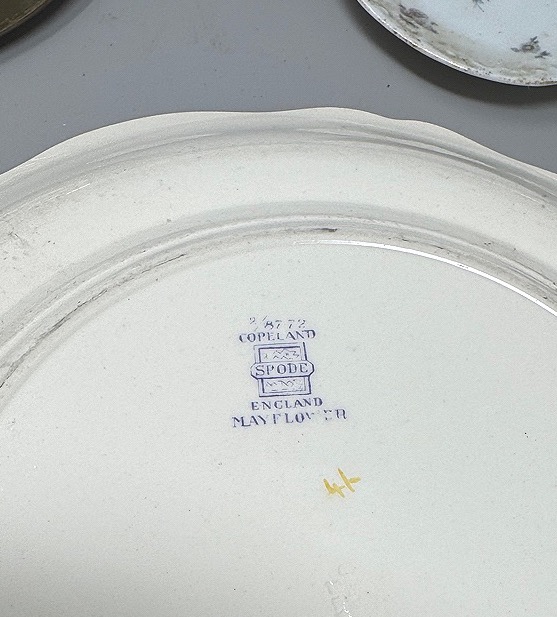 2/8772
COPELAND
SPODE
ENGLAND
MAYFLOWER